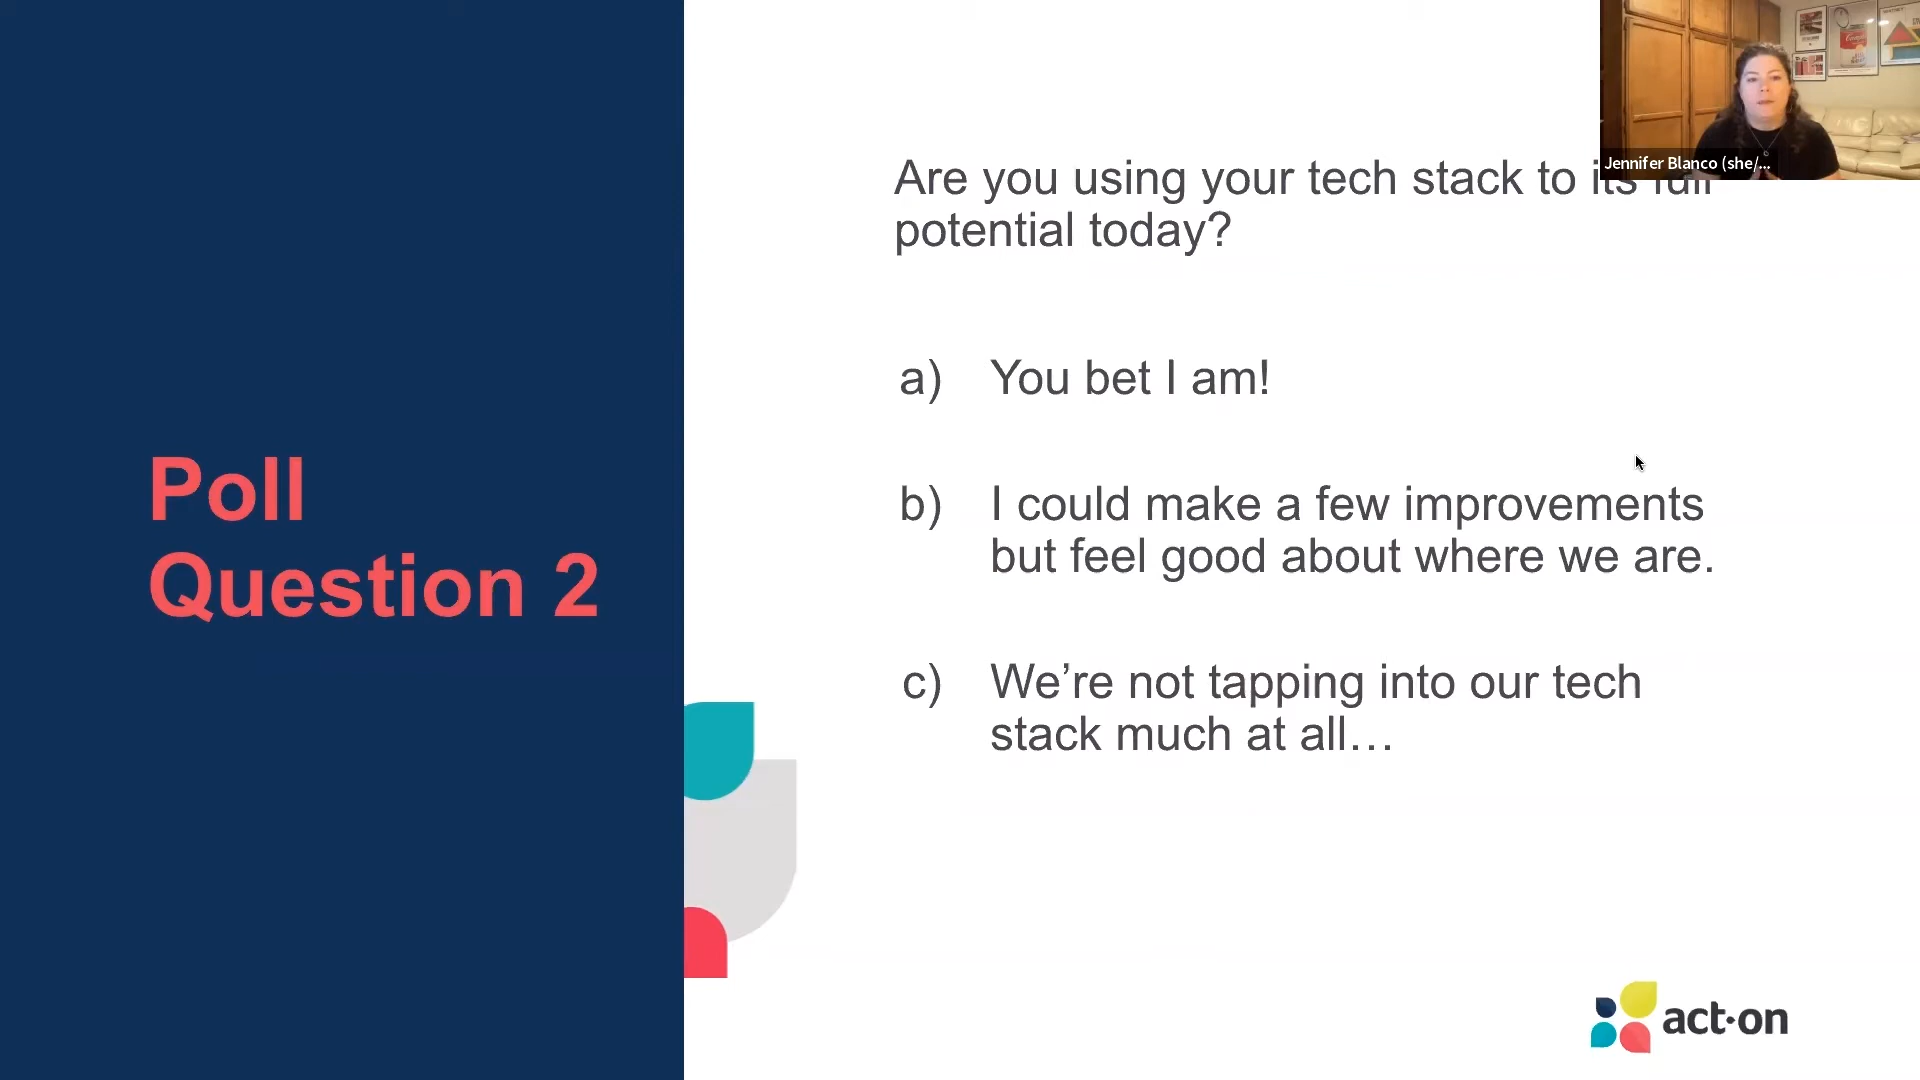 Jennifer Blanco (she/...
Are you using your tech stack to its full
potential today?
a) You bet I am!
b) I could make a few improvements
but feel good about where we are.
c) We’re not tapping into our tech
stack much at all…
Poll
Question 2
act-on